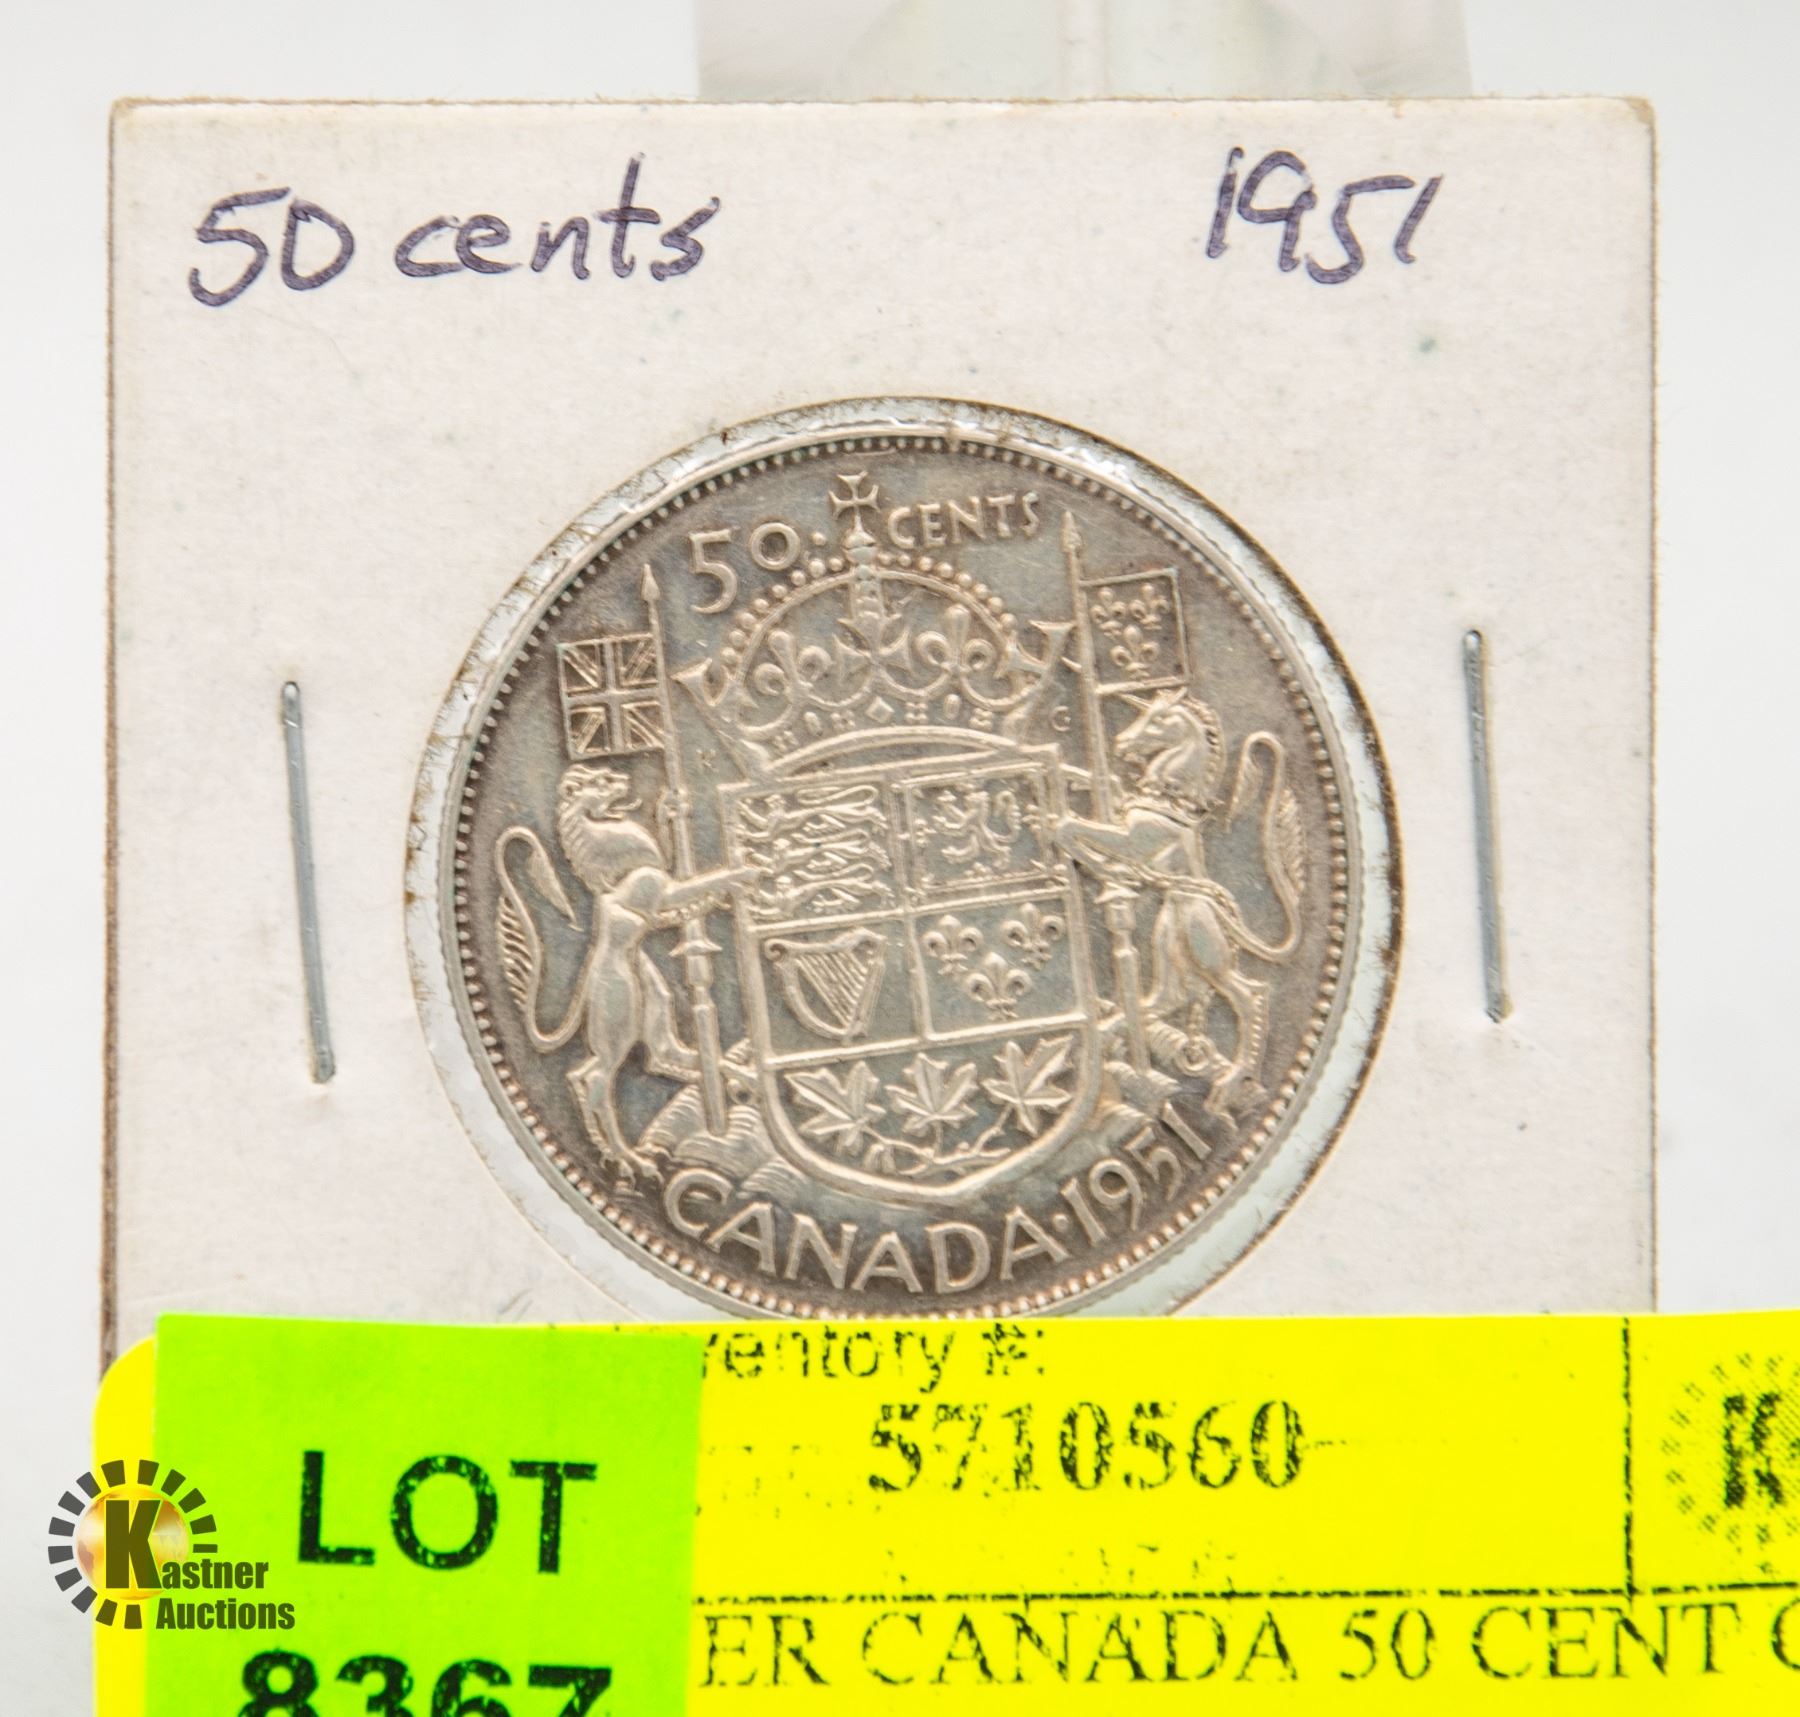 50 cents 1951
50 · CENTS
K G
CANADA · 1951
ventory #:
5710560
LOT
8367
ER CANADA 50 CENT
Kastner
Auctions